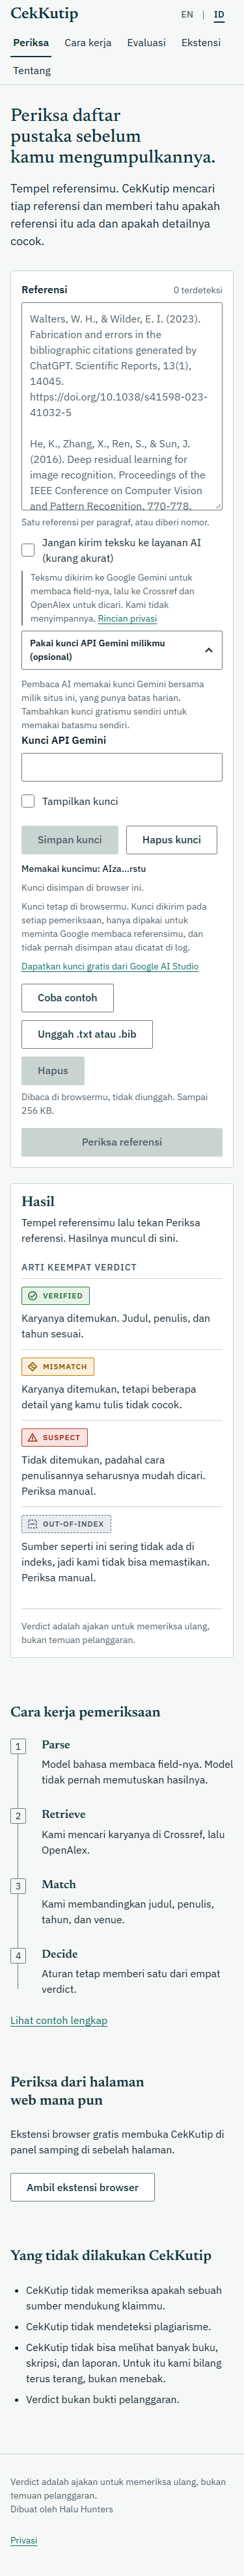 CekKutip
EN | ID
Periksa Cara kerja Evaluasi Ekstensi
Tentang
Periksa daftar
pustaka sebelum
kamu mengumpulkannya.
Tempel referensimu. CekKutip mencari
tiap referensi dan memberi tahu apakah
referensi itu ada dan apakah detailnya
cocok.
Referensi 0 terdeteksi
Walters, W. H., & Wilder, E. I. (2023).
Fabrication and errors in the
bibliographic citations generated by
ChatGPT. Scientific Reports, 13(1),
14045.
https://doi.org/10.1038/s41598-023-
41032-5
He, K., Zhang, X., Ren, S., & Sun, J.
(2016). Deep residual learning for
image recognition. Proceedings of the
IEEE Conference on Computer Vision
and Pattern Recognition, 770-778.
Satu referensi per paragraf, atau diberi nomor.
Jangan kirim teksku ke layanan AI
(kurang akurat)
Teksmu dikirim ke Google Gemini untuk
membaca field-nya, lalu ke Crossref dan
OpenAlex untuk dicari. Kami tidak
menyimpannya. Rincian privasi
Pakai kunci API Gemini milikmu
(opsional)
Pembaca AI memakai kunci Gemini bersama
milik situs ini, yang punya batas harian.
Tambahkan kunci gratismu sendiri untuk
memakai batasmu sendiri.
Kunci API Gemini
Tampilkan kunci
Simpan kunci Hapus kunci
Memakai kuncimu: AIza...rstu
Kunci disimpan di browser ini.
Kunci tetap di browsermu. Kunci dikirim pada
setiap pemeriksaan, hanya dipakai untuk
meminta Google membaca referensimu, dan
tidak pernah disimpan atau dicatat di log.
Dapatkan kunci gratis dari Google AI Studio
Coba contoh
Unggah .txt atau .bib
Hapus
Dibaca di browsermu, tidak diunggah. Sampai
256 KB.
Periksa referensi
Hasil
Tempel referensimu lalu tekan Periksa
referensi. Hasilnya muncul di sini.
ARTI KEEMPAT VERDICT
VERIFIED
Karyanya ditemukan. Judul, penulis, dan
tahun sesuai.
MISMATCH
Karyanya ditemukan, tetapi beberapa
detail yang kamu tulis tidak cocok.
SUSPECT
Tidak ditemukan, padahal cara
penulisannya seharusnya mudah dicari.
Periksa manual.
OUT-OF-INDEX
Sumber seperti ini sering tidak ada di
indeks, jadi kami tidak bisa memastikan.
Periksa manual.
Verdict adalah ajakan untuk memeriksa ulang,
bukan temuan pelanggaran.
Cara kerja pemeriksaan
1 Parse
Model bahasa membaca field-nya. Model
tidak pernah memutuskan hasilnya.
2 Retrieve
Kami mencari karyanya di Crossref, lalu
OpenAlex.
3 Match
Kami membandingkan judul, penulis,
tahun, dan venue.
4 Decide
Aturan tetap memberi satu dari empat
verdict.
Lihat contoh lengkap
Periksa dari halaman
web mana pun
Ekstensi browser gratis membuka CekKutip di
panel samping di sebelah halaman.
Ambil ekstensi browser
Yang tidak dilakukan CekKutip
• CekKutip tidak memeriksa apakah sebuah
sumber mendukung klaimmu.
• CekKutip tidak mendeteksi plagiarisme.
• CekKutip tidak bisa melihat banyak buku,
skripsi, dan laporan. Untuk itu kami bilang
terus terang, bukan menebak.
• Verdict bukan bukti pelanggaran.
Verdict adalah ajakan untuk memeriksa ulang, bukan
temuan pelanggaran.
Dibuat oleh Halu Hunters
Privasi